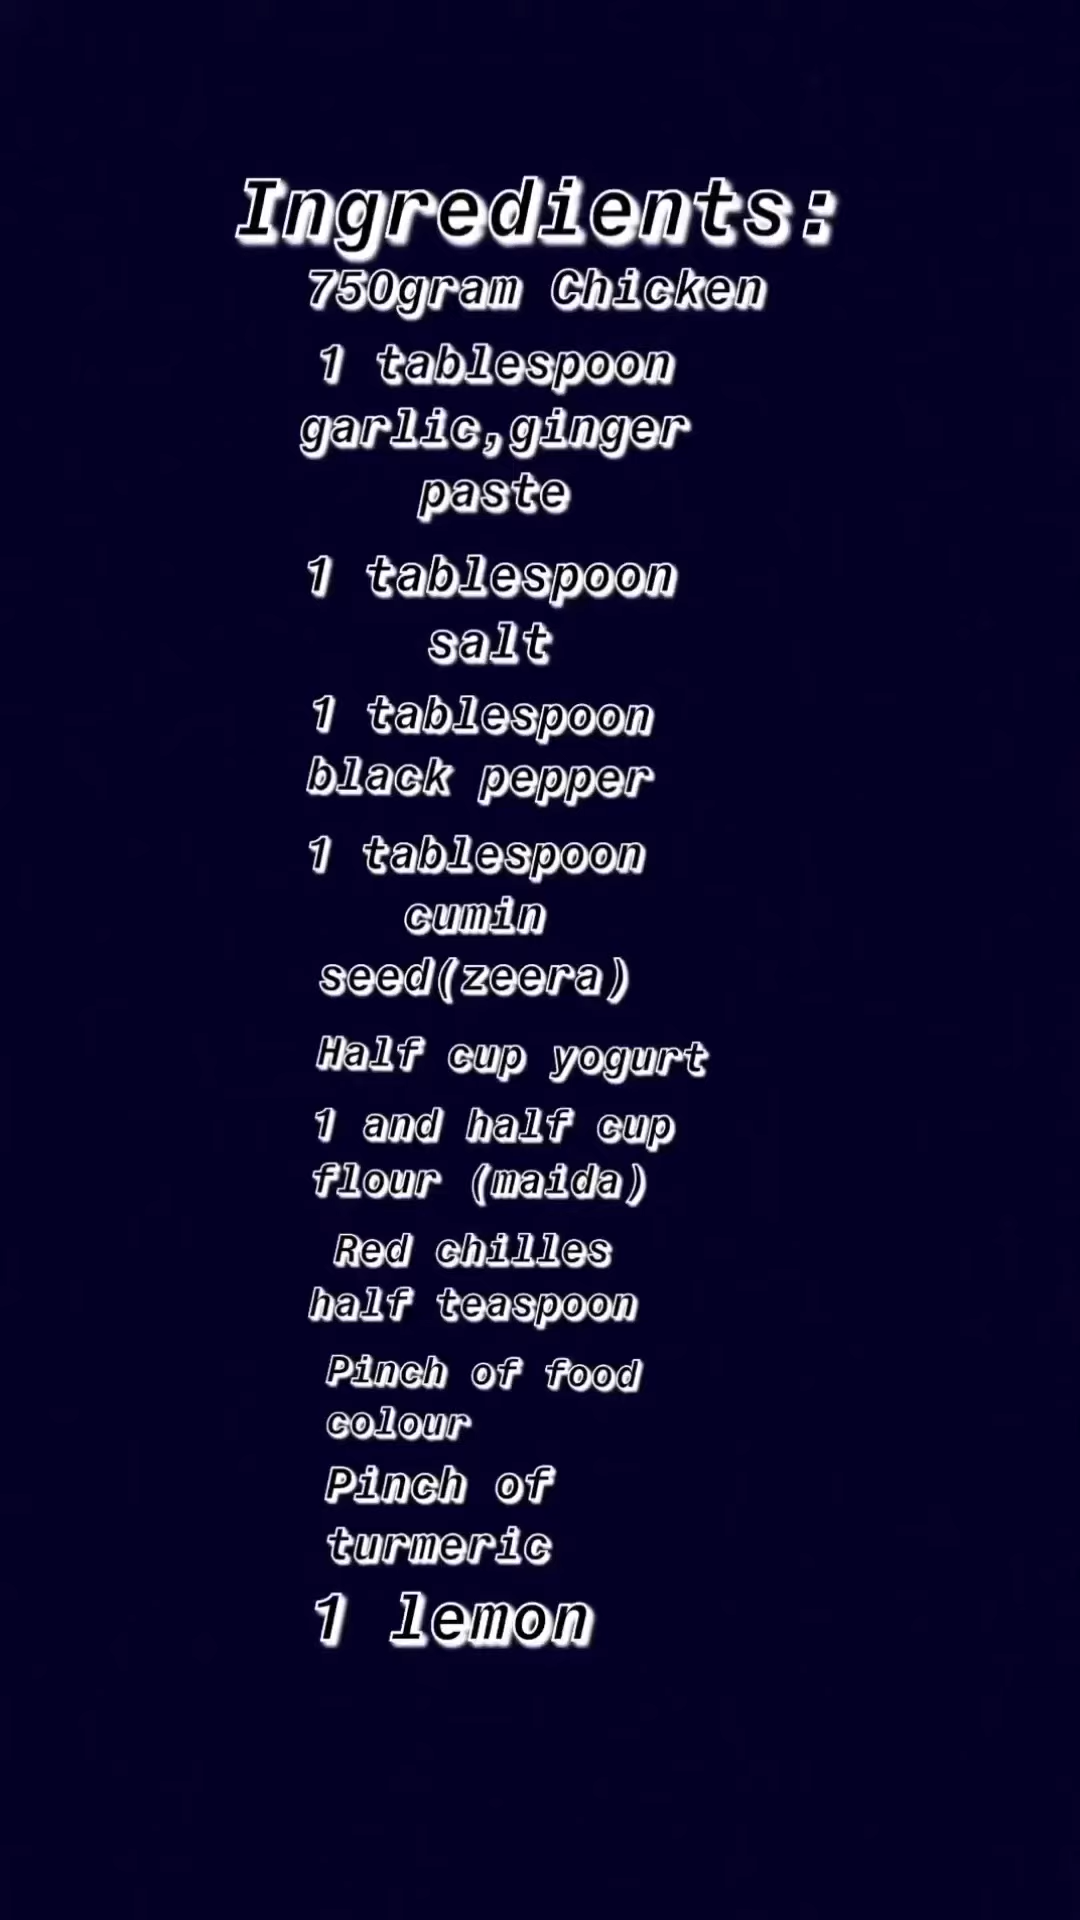 Ingredients:
750gram Chicken
1 tablespoon
garlic,ginger
paste
1 tablespoon
salt
1 tablespoon
black pepper
1 tablespoon
cumin
seed(zeera)
Half cup yogurt
1 and half cup
flour (maida)
Red chilles
half teaspoon
Pinch of food
colour
Pinch of
turmeric
1 lemon